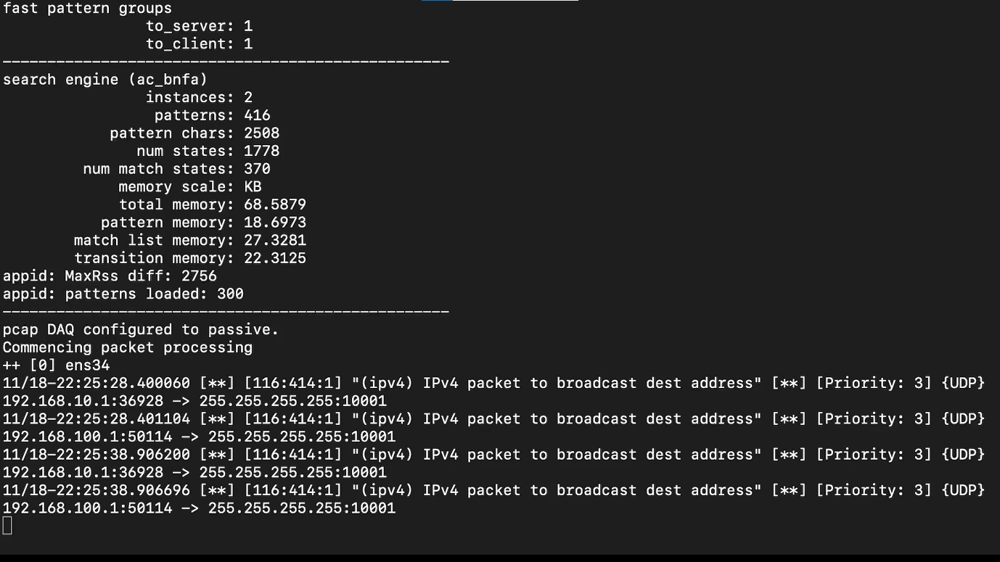 fast pattern groups
to_server: 1
to_client: 1
--------------------------------------------------
search engine (ac_bnfa)
instances: 2
patterns: 416
pattern chars: 2508
num states: 1778
num match states: 370
memory scale: KB
total memory: 68.5879
pattern memory: 18.6973
match list memory: 27.3281
transition memory: 22.3125
appid: MaxRss diff: 2756
appid: patterns loaded: 300
--------------------------------------------------
pcap DAQ configured to passive.
Commencing packet processing
++ [0] ens34
11/18-22:25:28.400060 [**] [116:414:1] "(ipv4) IPv4 packet to broadcast dest address" [**] [Priority: 3] {UDP}
192.168.10.1:36928 -> 255.255.255.255:10001
11/18-22:25:28.401104 [**] [116:414:1] "(ipv4) IPv4 packet to broadcast dest address" [**] [Priority: 3] {UDP}
192.168.100.1:50114 -> 255.255.255.255:10001
11/18-22:25:38.906200 [**] [116:414:1] "(ipv4) IPv4 packet to broadcast dest address" [**] [Priority: 3] {UDP}
192.168.10.1:36928 -> 255.255.255.255:10001
11/18-22:25:38.906696 [**] [116:414:1] "(ipv4) IPv4 packet to broadcast dest address" [**] [Priority: 3] {UDP}
192.168.100.1:50114 -> 255.255.255.255:10001